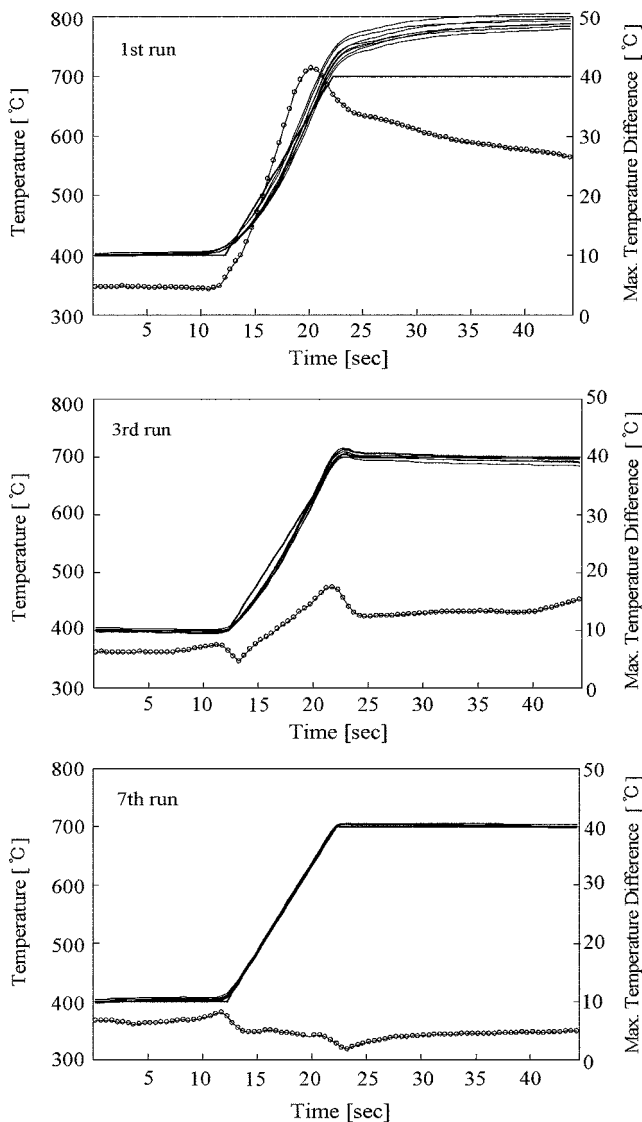 1st run
Temperature [ °C]
800
700
600
500
400
300
50
40
30
20
10
0
Max. Temperature Difference [ °C]
5 10 15 20 25 30 35 40
Time [sec]
3rd run
Temperature [ °C]
800
700
600
500
400
300
50
40
30
20
10
0
Max. Temperature Difference [ °C]
5 10 15 20 25 30 35 40
Time [sec]
7th run
Temperature [ °C]
800
700
600
500
400
300
50
40
30
20
10
0
Max. Temperature Difference [ °C]
5 10 15 20 25 30 35 40
Time [sec]